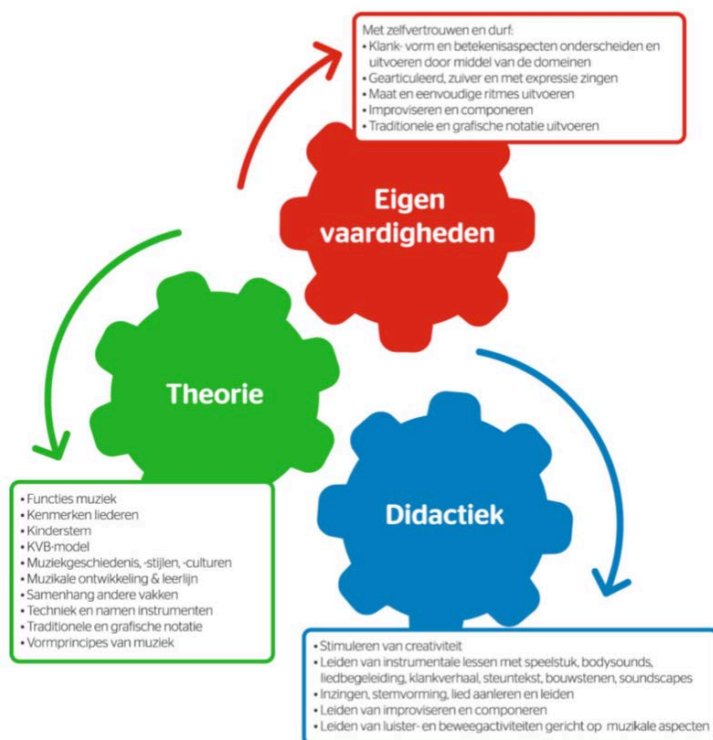 Met zelfvertrouwen en durf:
• Klank- vorm en betekenisaspecten onderscheiden en
uitvoeren door middel van de domeinen
• Gearticuleerd, zuiver en met expressie zingen
• Maat en eenvoudige ritmes uitvoeren
• Improviseren en componeren
• Traditionele en grafische notatie uitvoeren
Eigen
vaardigheden
Theorie
• Functies muziek
• Kenmerken liederen
• Kinderstem
• KVB-model
• Muziekgeschiedenis, -stijlen, -culturen
• Muzikale ontwikkeling & leerlijn
• Samenhang andere vakken
• Techniek en namen instrumenten
• Traditionele en grafische notatie
• Vormprincipes van muziek
Didactiek
• Stimuleren van creativiteit
• Leiden van instrumentale lessen met speelstuk, bodysounds,
liedbegeleiding, klankverhaal, steuntekst, bouwstenen, soundscapes
• Inzingen, stemvorming, lied aanleren en leiden
• Leiden van improviseren en componeren
• Leiden van luister- en beweegactiviteiten gericht op muzikale aspecten